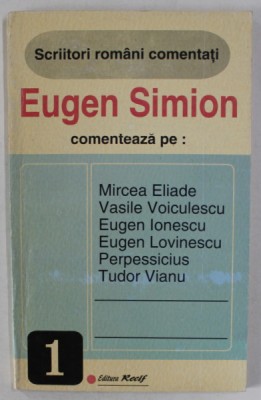 Scriitori români comentați
Eugen Simion
comentează pe :
Mircea Eliade
Vasile Voiculescu
Eugen Ionescu
Eugen Lovinescu
Perpessicius
Tudor Vianu
1
Editura Recif